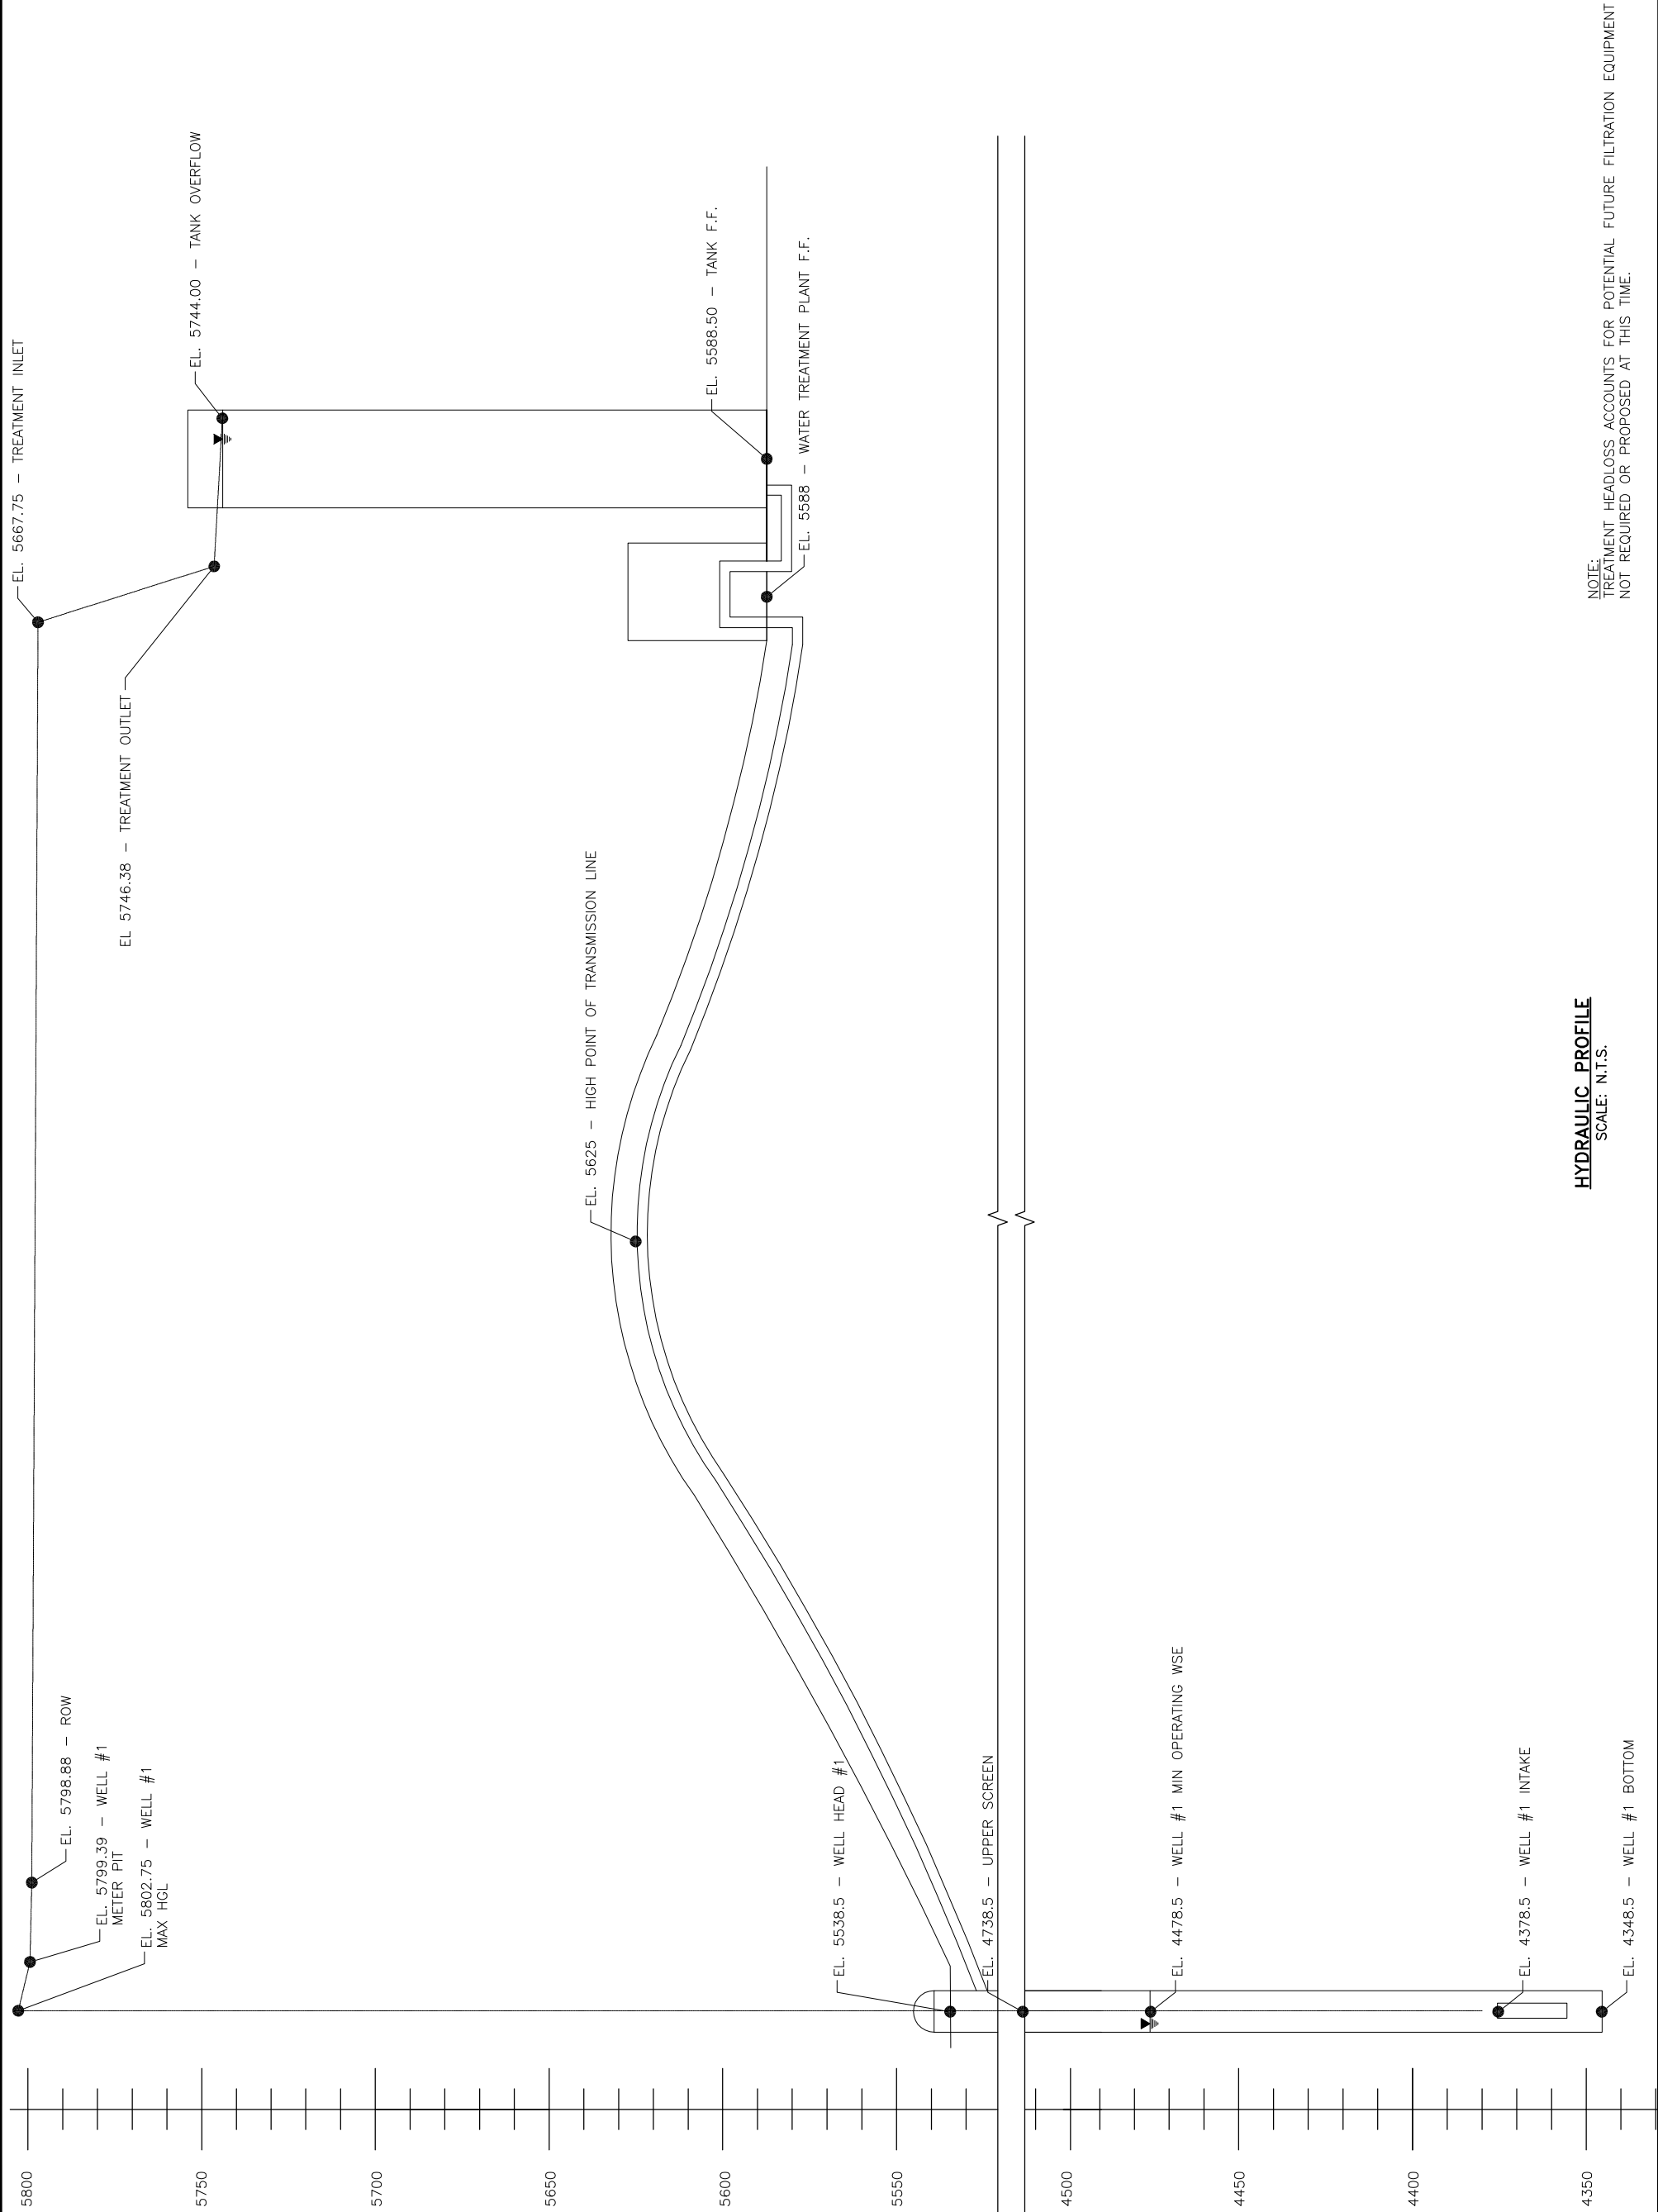 EL. 5667.75 – TREATMENT INLET
EL. 5798.88 – ROW
EL. 5799.39 – WELL #1
METER PIT
EL. 5802.75 – WELL #1
MAX HGL
EL 5746.38 – TREATMENT OUTLET
EL. 5744.00 – TANK OVERFLOW
EL. 5625 – HIGH POINT OF TRANSMISSION LINE
EL. 5588.50 – TANK F.F.
EL. 5588 – WATER TREATMENT PLANT F.F.
EL. 5538.5 – WELL HEAD #1
EL. 4738.5 – UPPER SCREEN
EL. 4478.5 – WELL #1 MIN OPERATING WSE
EL. 4378.5 – WELL #1 INTAKE
EL. 4348.5 – WELL #1 BOTTOM
5800
5750
5700
5650
5600
5550
4500
4450
4400
4350
HYDRAULIC PROFILE
SCALE: N.T.S.
NOTE:
TREATMENT HEADLOSS ACCOUNTS FOR POTENTIAL FUTURE FILTRATION EQUIPMENT
NOT REQUIRED OR PROPOSED AT THIS TIME.